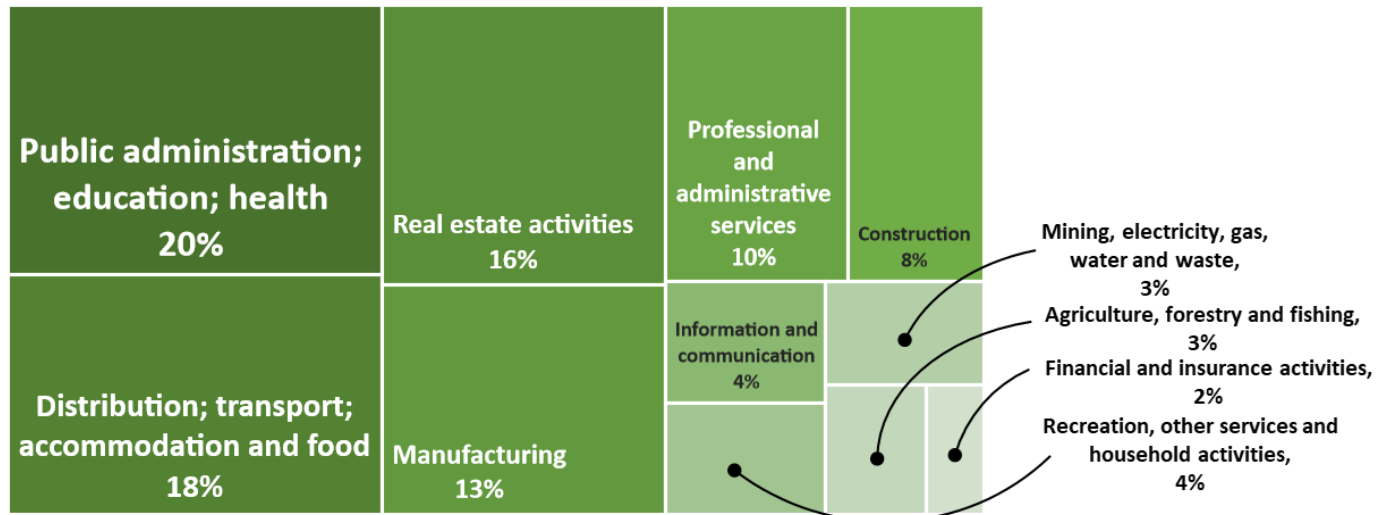 Public administration;
education; health
20%
Distribution; transport;
accommodation and food
18%
Real estate activities
16%
Manufacturing
13%
Professional
and
administrative
services
10%
Construction
8%
Information and
communication
4%
Mining, electricity, gas,
water and waste,
3%
Agriculture, forestry and fishing,
3%
Financial and insurance activities,
2%
Recreation, other services and
household activities,
4%